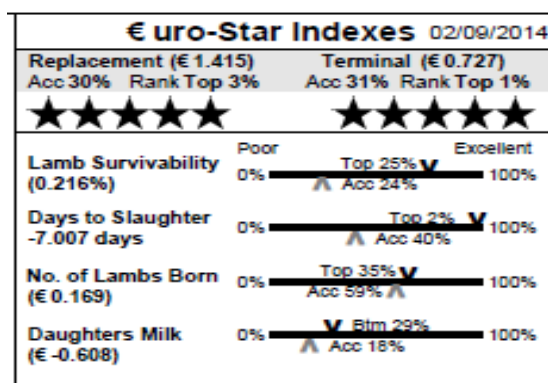 € uro-Star Indexes 02/09/2014
Replacement (€ 1.415) Terminal (€ 0.727)
Acc 30% Rank Top 3% Acc 31% Rank Top 1%
Poor Excellent
Lamb Survivability 0% Top 25% 100%
(0.216%) Acc 24%
Days to Slaughter 0% Top 2% 100%
-7.007 days Acc 40%
No. of Lambs Born 0% Top 35% 100%
(€ 0.169) Acc 59%
Daughters Milk 0% Btm 29% 100%
(€ -0.608) Acc 18%